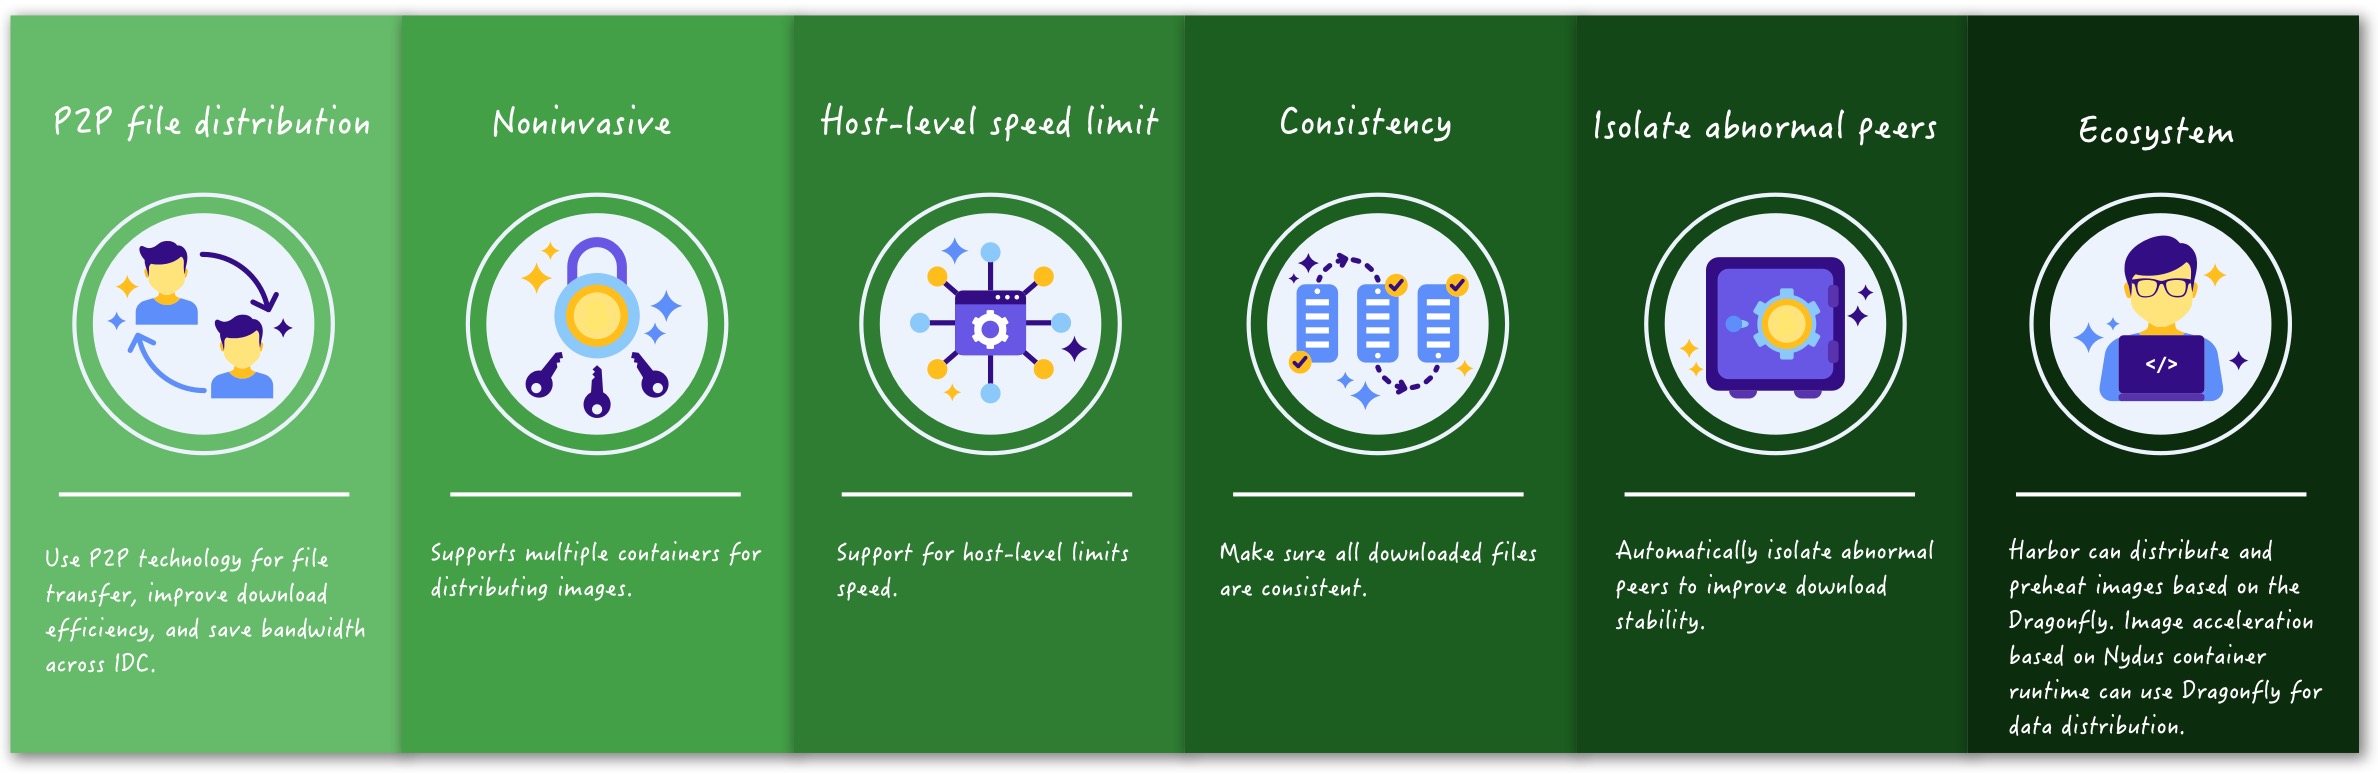 P2P file distribution
Use P2P technology for file
transfer, improve download
efficiency, and save bandwidth
across IDC.
Noninvasive
Supports multiple containers for
distributing images.
Host-level speed limit
Support for host-level limits
speed.
Consistency
Make sure all downloaded files
are consistent.
Isolate abnormal peers
Automatically isolate abnormal
peers to improve download
stability.
Ecosystem
</>
Harbor can distribute and
preheat images based on the
Dragonfly. Image acceleration
based on Nydus container
runtime can use Dragonfly for
data distribution.